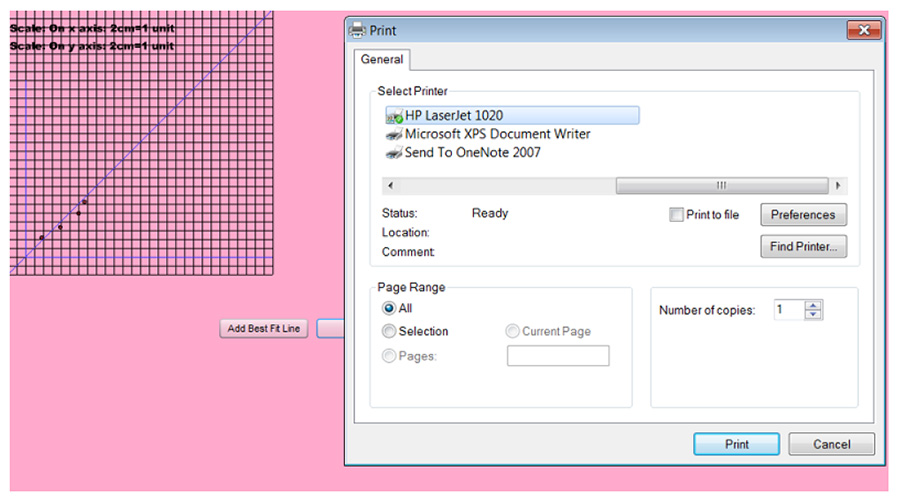 Scale: On x axis: 2cm=1 unit
Scale: On y axis: 2cm=1 unit
Add Best Fit Line
Print
General
Select Printer
HP LaserJet 1020
Microsoft XPS Document Writer
Send To OneNote 2007
Status: Ready
Print to file
Preferences
Location:
Comment:
Find Printer...
Page Range
All
Selection
Current Page
Pages:
Number of copies: 1
Print
Cancel